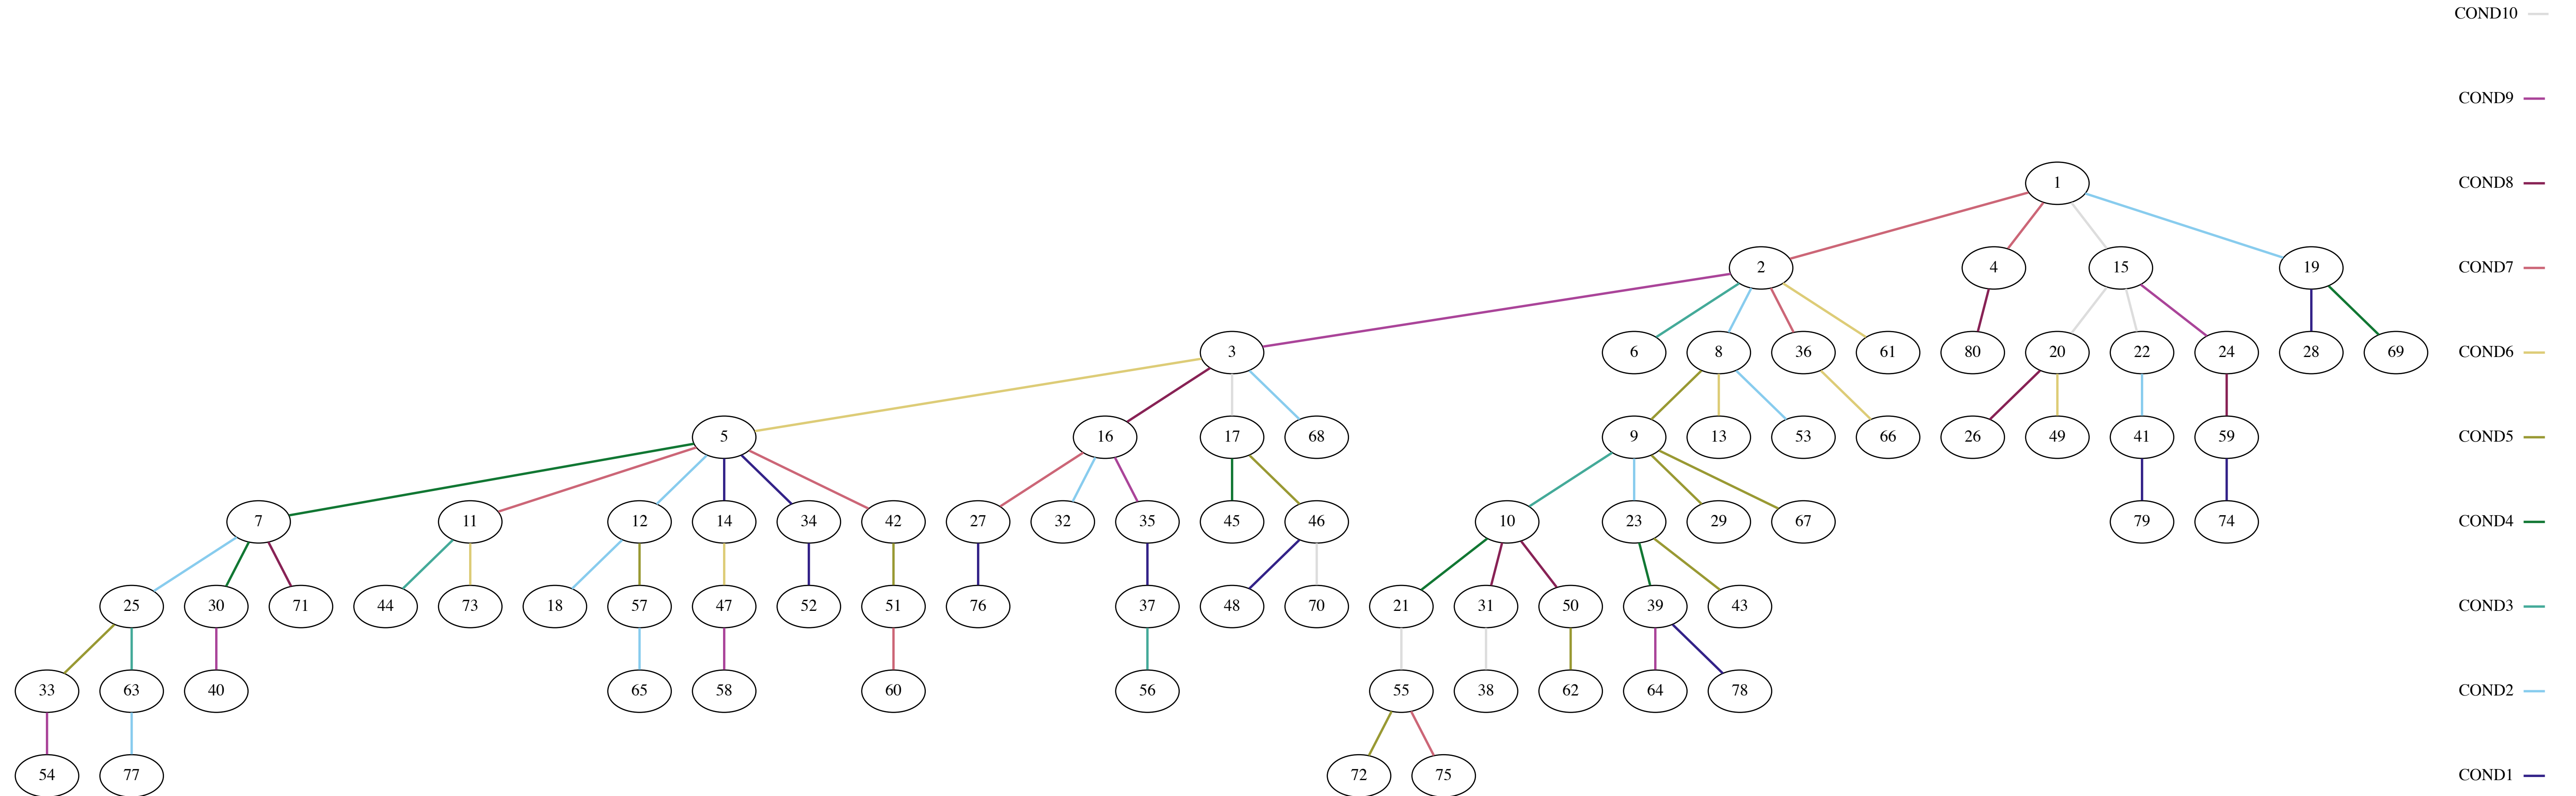 COND10
COND9
1 COND8
2 4 15 19 COND7
3 6 8 36 61 80 20 22 24 28 69 COND6
5 16 17 68 9 13 53 66 26 49 41 59 COND5
7 11 12 14 34 42 27 32 35 45 46 10 23 29 67 79 74 COND4
25 30 71 44 73 18 57 47 52 51 76 37 48 70 21 31 50 39 43 COND3
33 63 40 65 58 60 56 55 38 62 64 78 COND2
54 77 72 75 COND1